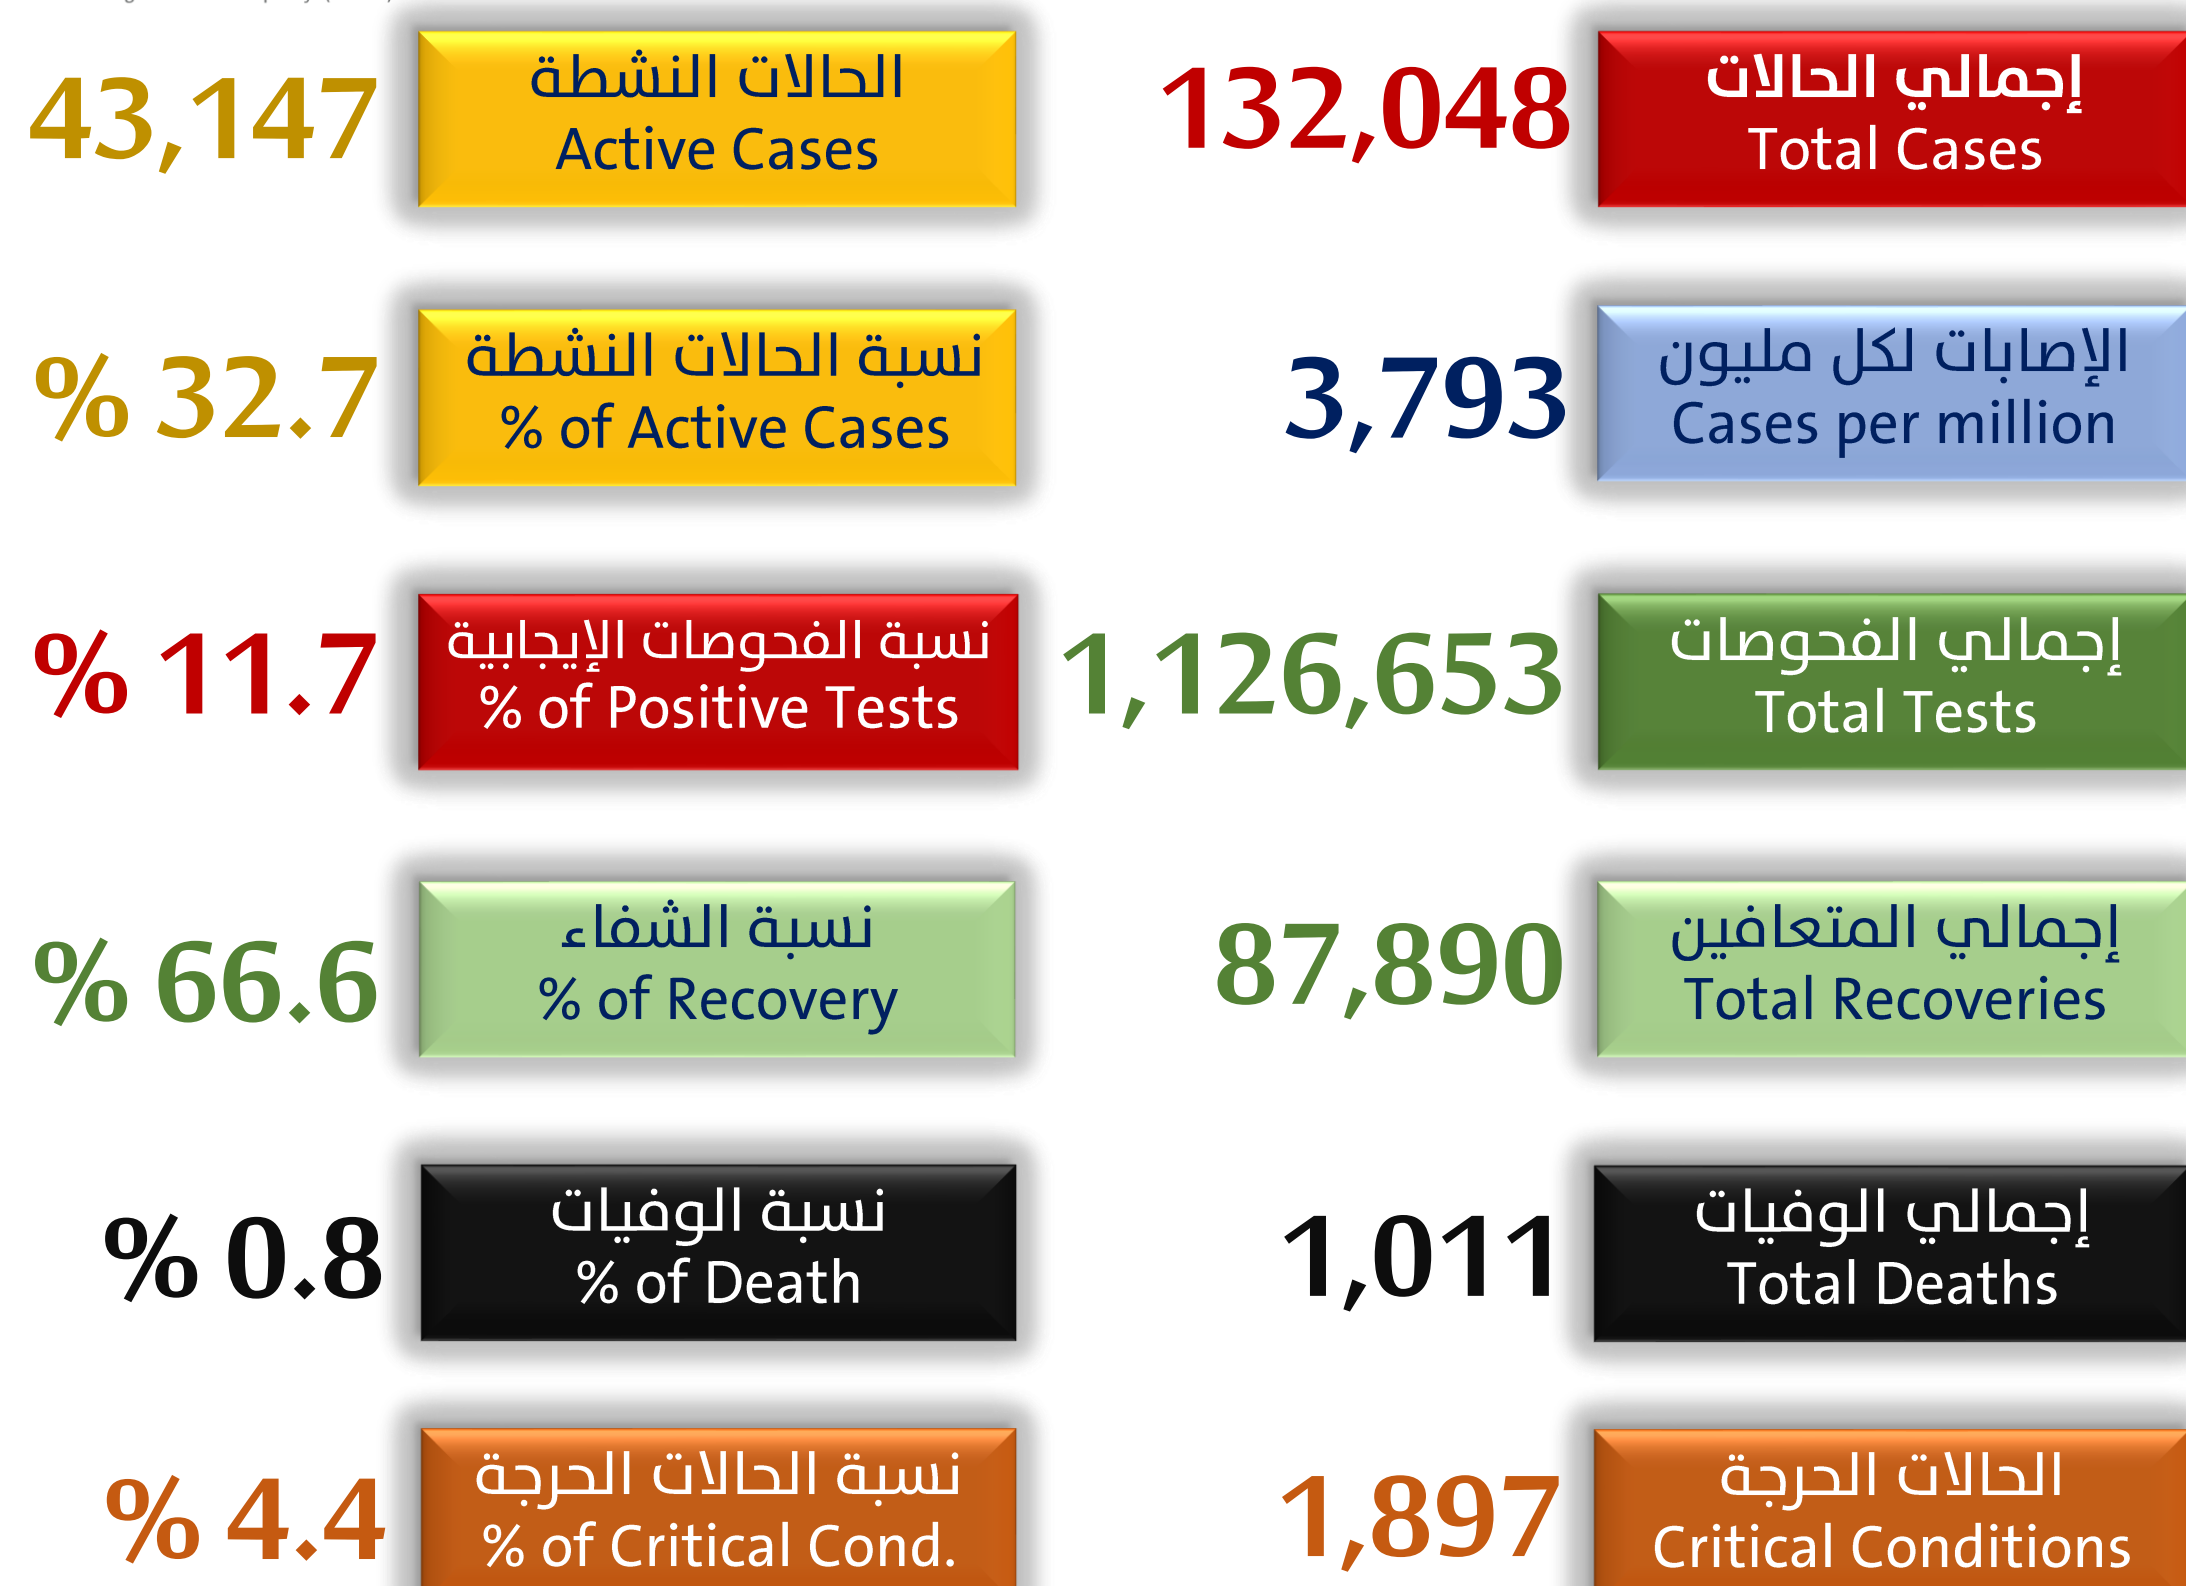 إجمالي الحالات
Total Cases
132,048
الحالات النشطة
Active Cases
43,147
الإصابات لكل مليون
Cases per million
3,793
نسبة الحالات النشطة
% of Active Cases
% 32.7
إجمالي الفحوصات
Total Tests
1,126,653
نسبة الفحوصات الإيجابية
% of Positive Tests
% 11.7
إجمالي المتعافين
Total Recoveries
87,890
نسبة الشفاء
% of Recovery
% 66.6
إجمالي الوفيات
Total Deaths
1,011
نسبة الوفيات
% of Death
% 0.8
الحالات الحرجة
Critical Conditions
1,897
نسبة الحالات الحرجة
% of Critical Cond.
% 4.4